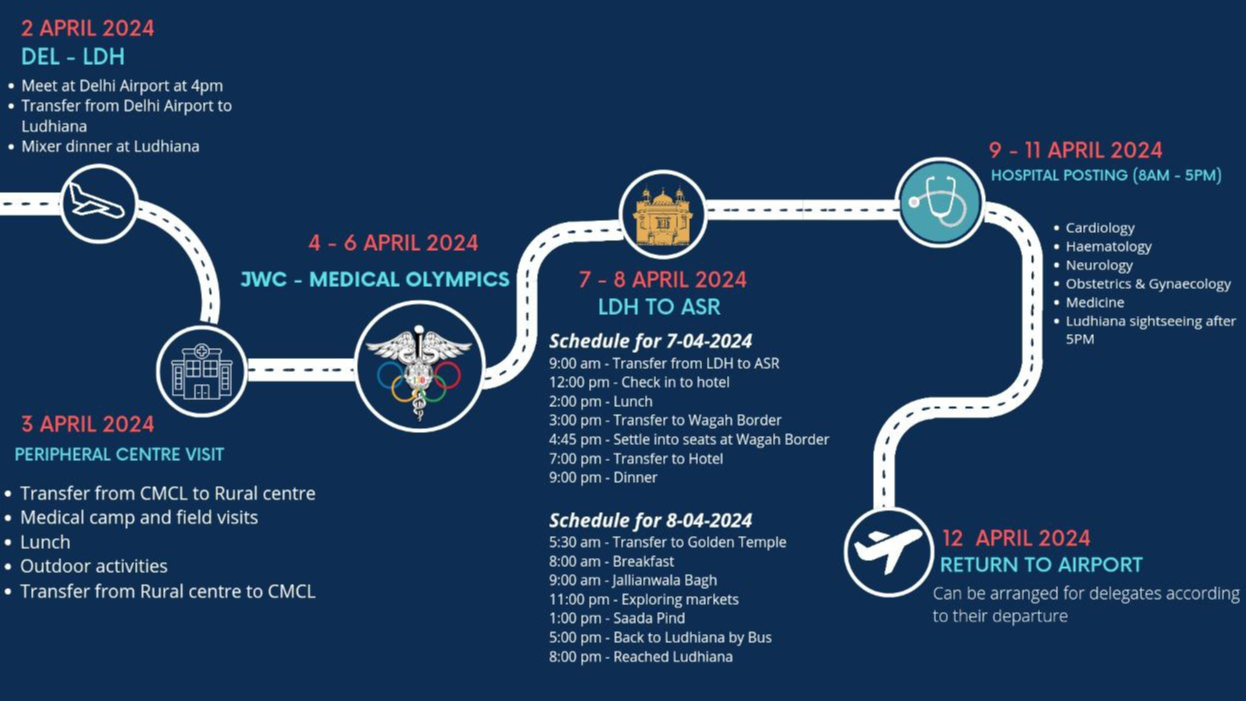 2 APRIL 2024
DEL - LDH
• Meet at Delhi Airport at 4pm
• Transfer from Delhi Airport to
Ludhiana
• Mixer dinner at Ludhiana
3 APRIL 2024
PERIPHERAL CENTRE VISIT
• Transfer from CMCL to Rural centre
• Medical camp and field visits
• Lunch
• Outdoor activities
• Transfer from Rural centre to CMCL
4 - 6 APRIL 2024
JWC - MEDICAL OLYMPICS
7 - 8 APRIL 2024
LDH TO ASR
Schedule for 7-04-2024
9:00 am - Transfer from LDH to ASR
12:00 pm - Check in to hotel
2:00 pm - Lunch
3:00 pm - Transfer to Wagah Border
4:45 pm - Settle into seats at Wagah Border
7:00 pm - Transfer to Hotel
9:00 pm - Dinner
Schedule for 8-04-2024
5:30 am - Transfer to Golden Temple
8:00 am - Breakfast
9:00 am - Jallianwala Bagh
11:00 pm - Exploring markets
1:00 pm - Saada Pind
5:00 pm - Back to Ludhiana by Bus
8:00 pm - Reached Ludhiana
9 - 11 APRIL 2024
HOSPITAL POSTING (8AM - 5PM)
• Cardiology
• Haematology
• Neurology
• Obstetrics & Gynaecology
• Medicine
• Ludhiana sightseeing after
5PM
12 APRIL 2024
RETURN TO AIRPORT
Can be arranged for delegates according
to their departure